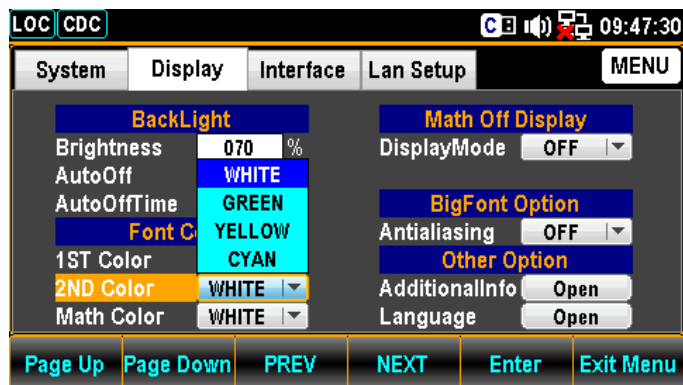 LOC CDC C 09:47:30
System Display Interface Lan Setup MENU
BackLight
Brightness 070 %
AutoOff
AutoOffTime
Font C
1ST Color
2ND Color WHITE
Math Color WHITE
WHITE
GREEN
YELLOW
CYAN
Math Off Display
DisplayMode OFF
BigFont Option
Antialiasing OFF
Other Option
AdditionalInfo Open
Language Open
Page Up Page Down PREV NEXT Enter Exit Menu